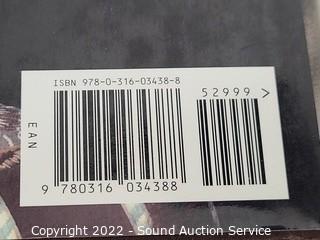 ISBN 978-0-316-03438-8
52999 >
EAN
9 780316 034388
Copyright 2022 - Sound Auction Service